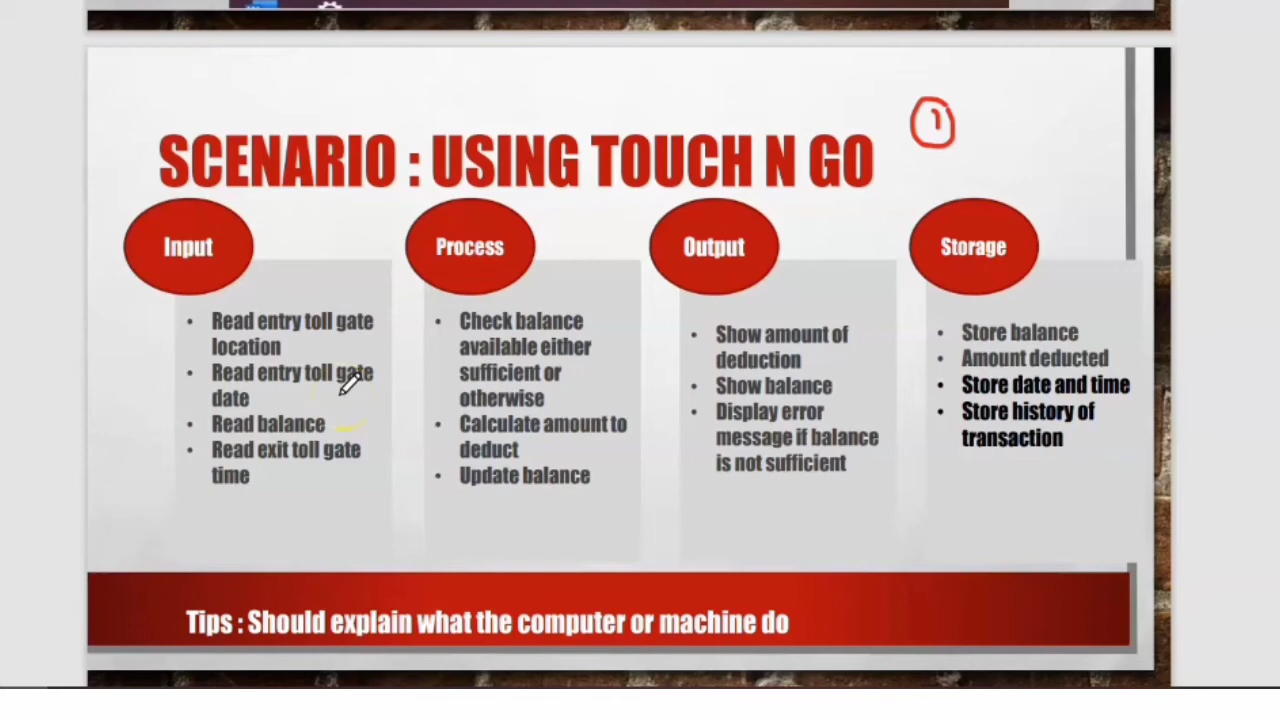 SCENARIO : USING TOUCH N GO
1
Input
• Read entry toll gate
location
• Read entry toll gate
date
• Read balance
• Read exit toll gate
time
Process
• Check balance
available either
sufficient or
otherwise
• Calculate amount to
deduct
• Update balance
Output
• Show amount of
deduction
• Show balance
• Display error
message if balance
is not sufficient
Storage
• Store balance
• Amount deducted
• Store date and time
• Store history of
transaction
Tips : Should explain what the computer or machine do